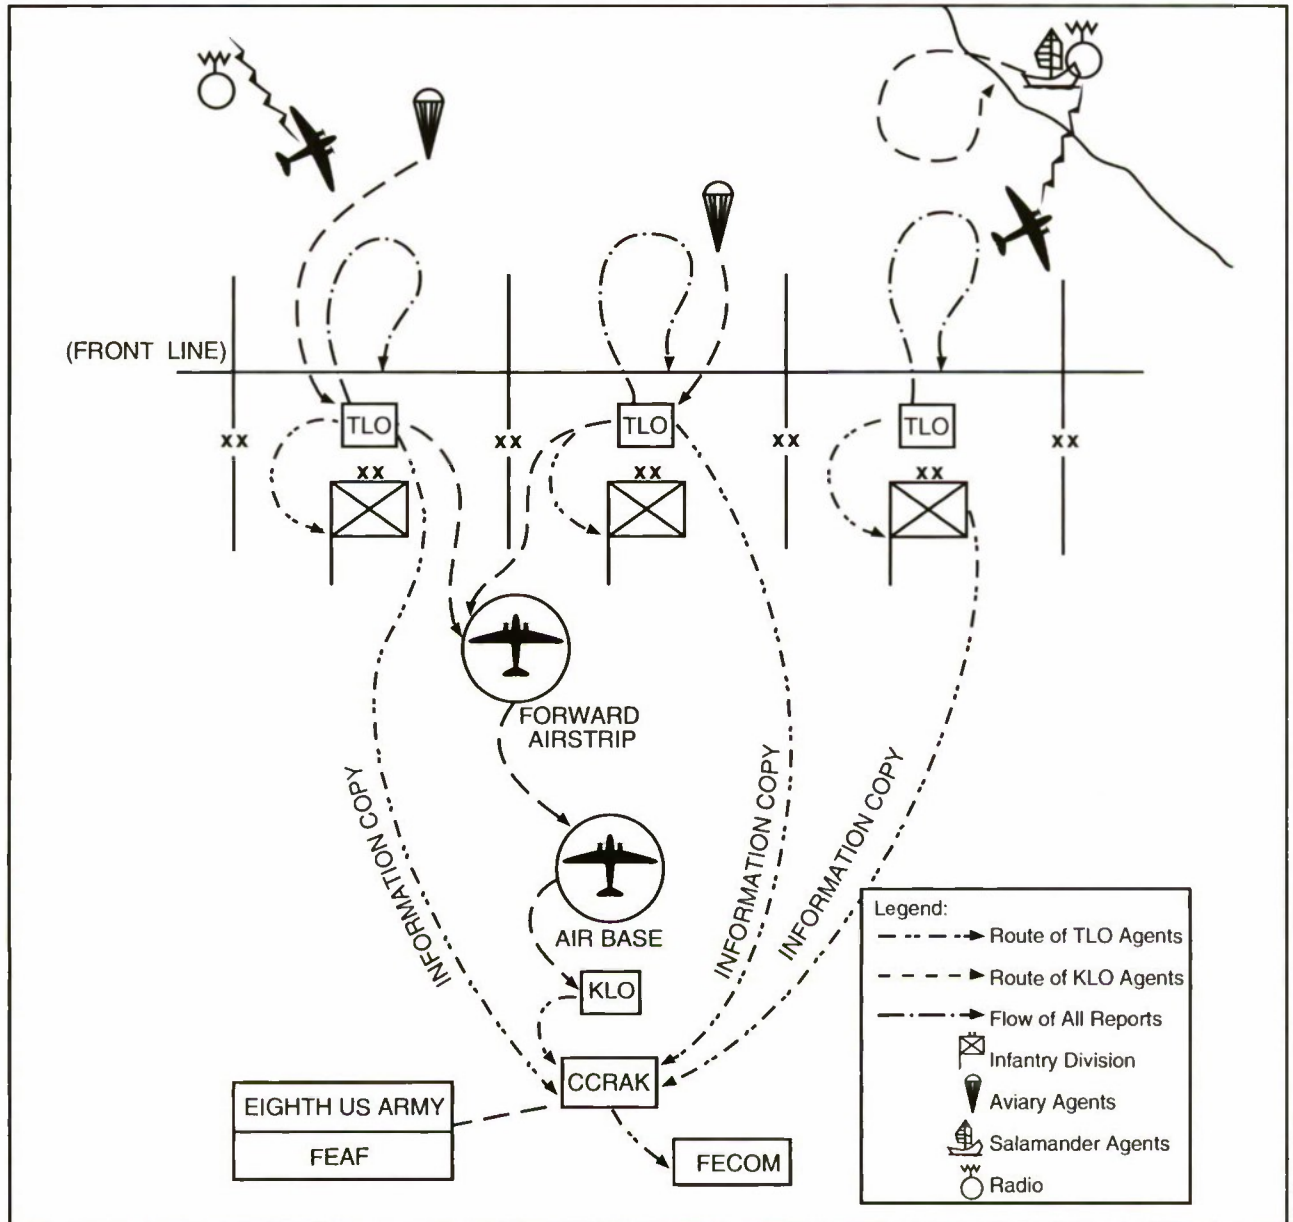 (FRONT LINE)
xx
xx
xx
xx
TLO
TLO
TLO
xx
xx
xx
FORWARD
AIRSTRIP
INFORMATION COPY
INFORMATION COPY
INFORMATION COPY
AIR BASE
KLO
CCRAK
EIGHTH US ARMY
FEAF
FECOM
Legend:
Route of TLO Agents
Route of KLO Agents
Flow of All Reports
Infantry Division
Aviary Agents
Salamander Agents
Radio